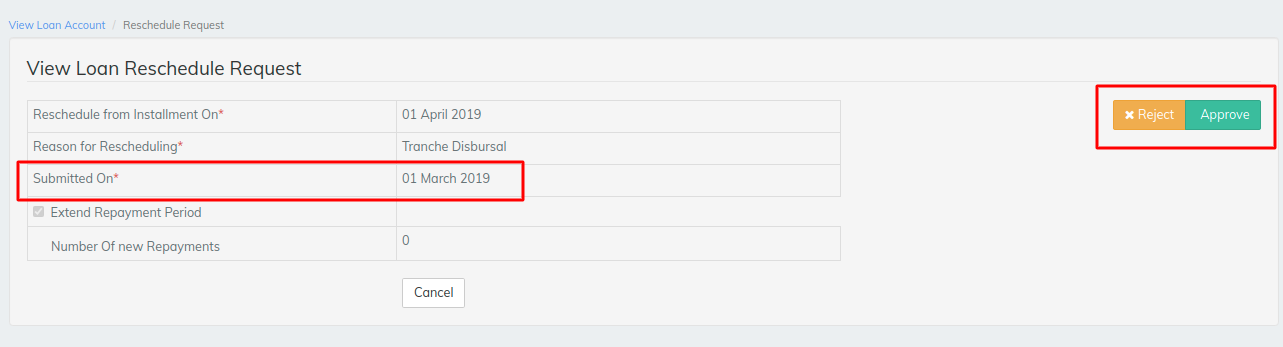 View Loan Account / Reschedule Request
View Loan Reschedule Request
Reschedule from Installment On* 01 April 2019
✖ Reject Approve
Reason for Rescheduling* Tranche Disbursal
Submitted On* 01 March 2019
Extend Repayment Period
Number Of new Repayments 0
Cancel